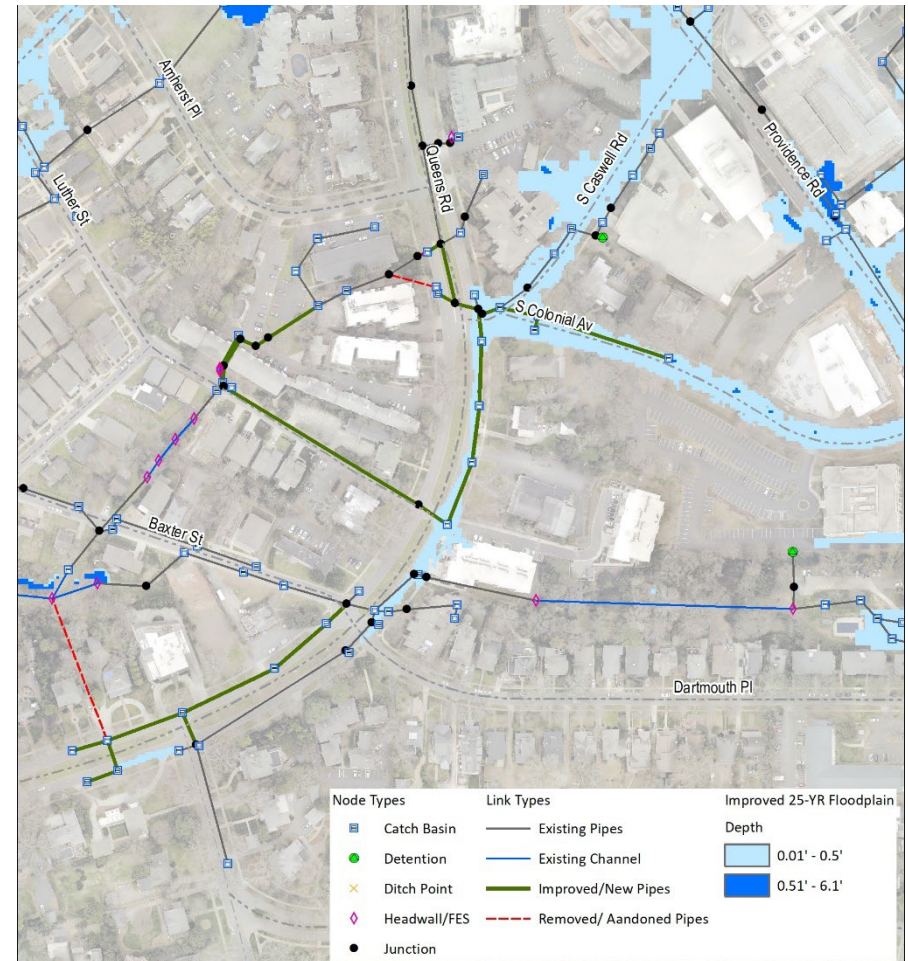 Amherst Pl
Luther St
Queens Rd
S Caswell Rd
Providence Rd
S Colonial Av
Baxter St
Dartmouth Pl
Node Types
Catch Basin
Detention
Ditch Point
Headwall/FES
Junction
Link Types
Existing Pipes
Existing Channel
Improved/New Pipes
Removed/ Aandoned Pipes
Improved 25-YR Floodplain
Depth
0.01' - 0.5'
0.51' - 6.1'